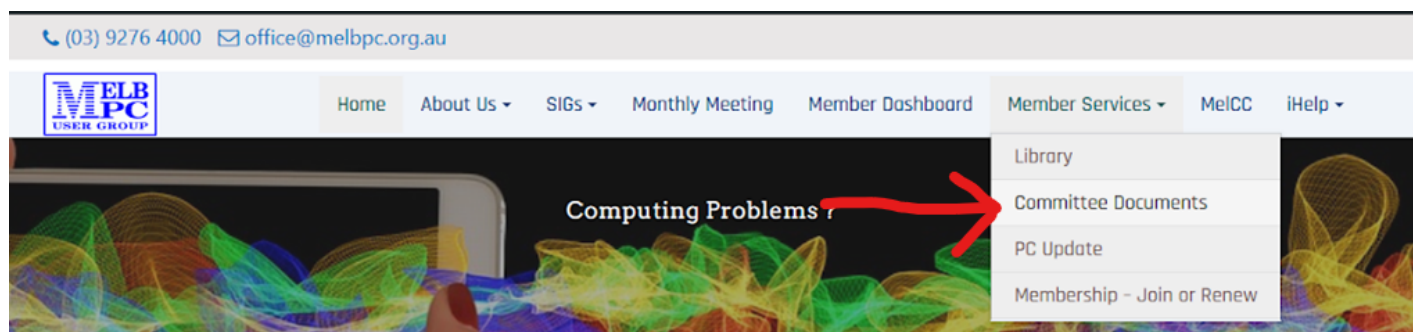 (03) 9276 4000 office@melbpc.org.au
MELB
PC
USER GROUP
Home About Us SIGs Monthly Meeting Member Dashboard Member Services MelCC iHelp
Library
Computing Problems ?
Committee Documents
PC Update
Membership - Join or Renew